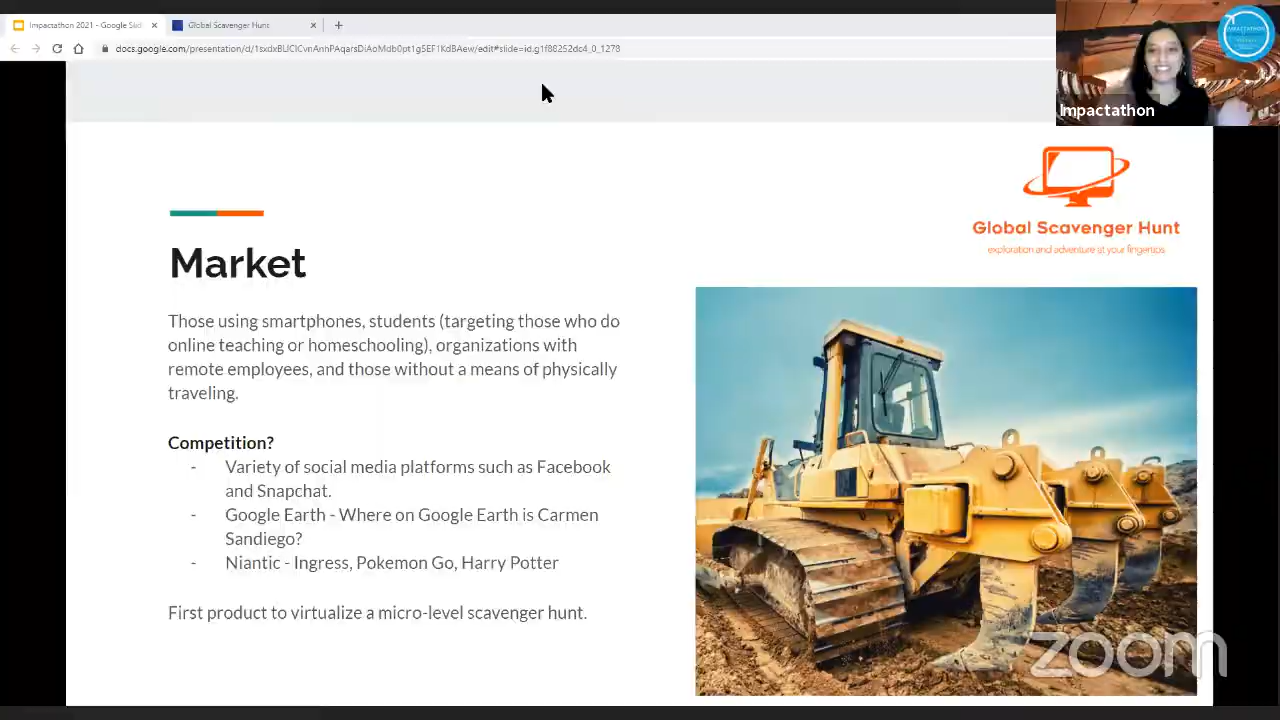 Impactathon 2021 - Google Slid
Global Scavenger Hunt
Impactathon
Global Scavenger Hunt
exploration and adventure at your fingertips
Market
Those using smartphones, students (targeting those who do
online teaching or homeschooling), organizations with
remote employees, and those without a means of physically
traveling.
Competition?
- Variety of social media platforms such as Facebook
and Snapchat.
- Google Earth - Where on Google Earth is Carmen
Sandiego?
- Niantic - Ingress, Pokemon Go, Harry Potter
First product to virtualize a micro-level scavenger hunt.
zoom